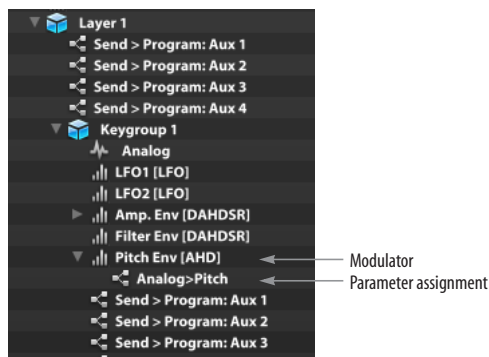 Layer 1
Send > Program: Aux 1
Send > Program: Aux 2
Send > Program: Aux 3
Send > Program: Aux 4
Keygroup 1
Analog
LFO1 [LFO]
LFO2 [LFO]
Amp. Env [DAHDSR]
Filter Env [DAHDSR]
Pitch Env [AHD] Modulator
Analog>Pitch Parameter assignment
Send > Program: Aux 1
Send > Program: Aux 2
Send > Program: Aux 3